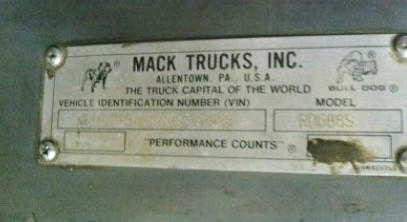 MACK TRUCKS, INC.
ALLENTOWN, PA., U.S.A.
THE TRUCK CAPITAL OF THE WORLD
BULL DOG ®
VEHICLE IDENTIFICATION NUMBER (VIN) MODEL
RD688S
"PERFORMANCE COUNTS" ®